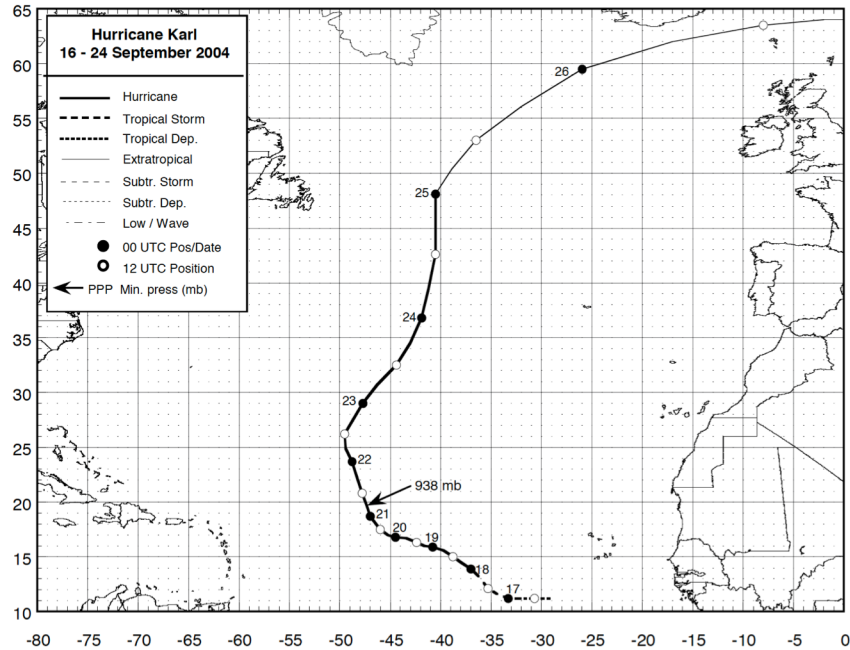 Hurricane Karl
16 - 24 September 2004
Hurricane
Tropical Storm
Tropical Dep.
Extratropical
Subtr. Storm
Subtr. Dep.
Low / Wave
00 UTC Pos/Date
12 UTC Position
PPP Min. press (mb)
65
60
55
50
45
40
35
30
25
20
15
10
26
25
24
23
22
938 mb
21
20
19
18
17
-80 -75 -70 -65 -60 -55 -50 -45 -40 -35 -30 -25 -20 -15 -10 -5 0